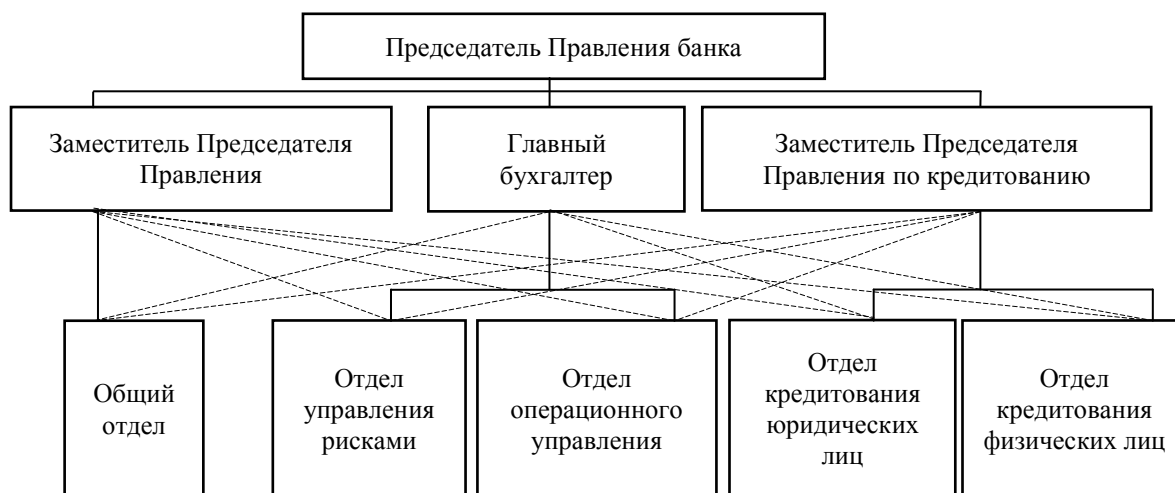 Председатель Правления банка
Заместитель Председателя
Правления
Главный
бухгалтер
Заместитель Председателя
Правления по кредитованию
Общий
отдел
Отдел
управления
рисками
Отдел
операционного
управления
Отдел
кредитования
юридических
лиц
Отдел
кредитования
физических лиц